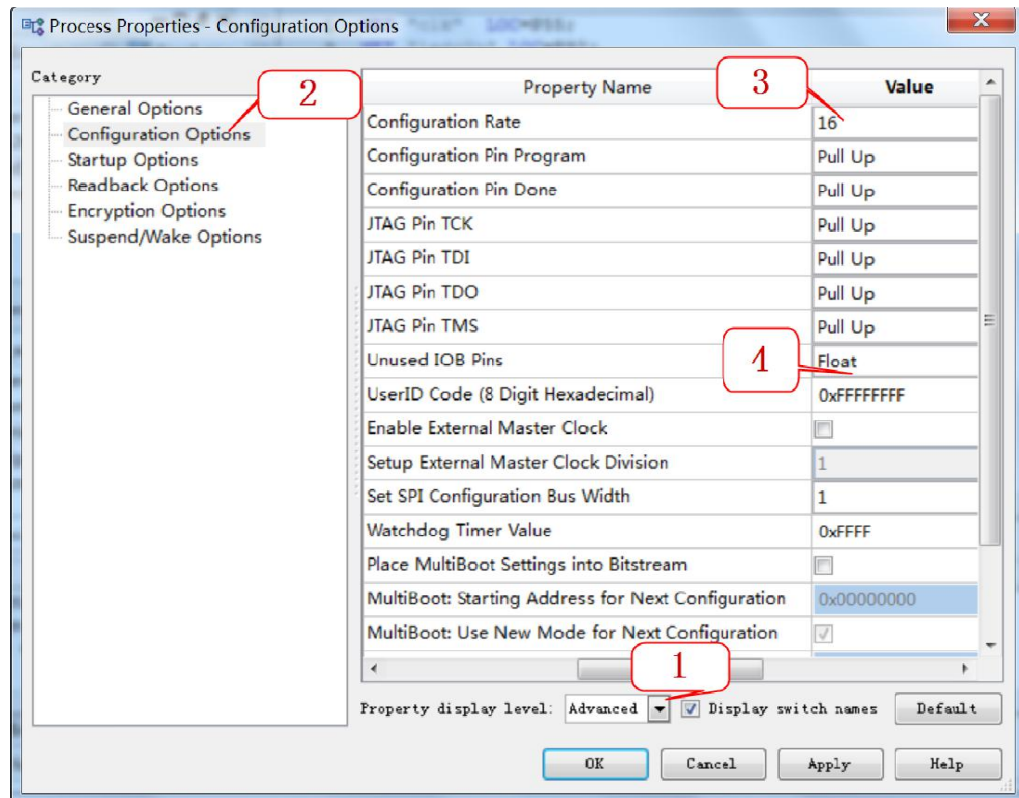 Process Properties - Configuration Options
Category
General Options
Configuration Options
Startup Options
Readback Options
Encryption Options
Suspend/Wake Options
2
Property Name
3
Value
Configuration Rate 16
Configuration Pin Program Pull Up
Configuration Pin Done Pull Up
JTAG Pin TCK Pull Up
JTAG Pin TDI Pull Up
JTAG Pin TDO Pull Up
JTAG Pin TMS Pull Up
Unused IOB Pins Float
4
UserID Code (8 Digit Hexadecimal) 0xFFFFFFFF
Enable External Master Clock
Setup External Master Clock Division 1
Set SPI Configuration Bus Width 1
Watchdog Timer Value 0xFFFF
Place MultiBoot Settings into Bitstream
MultiBoot: Starting Address for Next Configuration 0x00000000
MultiBoot: Use New Mode for Next Configuration
1
Property display level: Advanced Display switch names Default
OK Cancel Apply Help